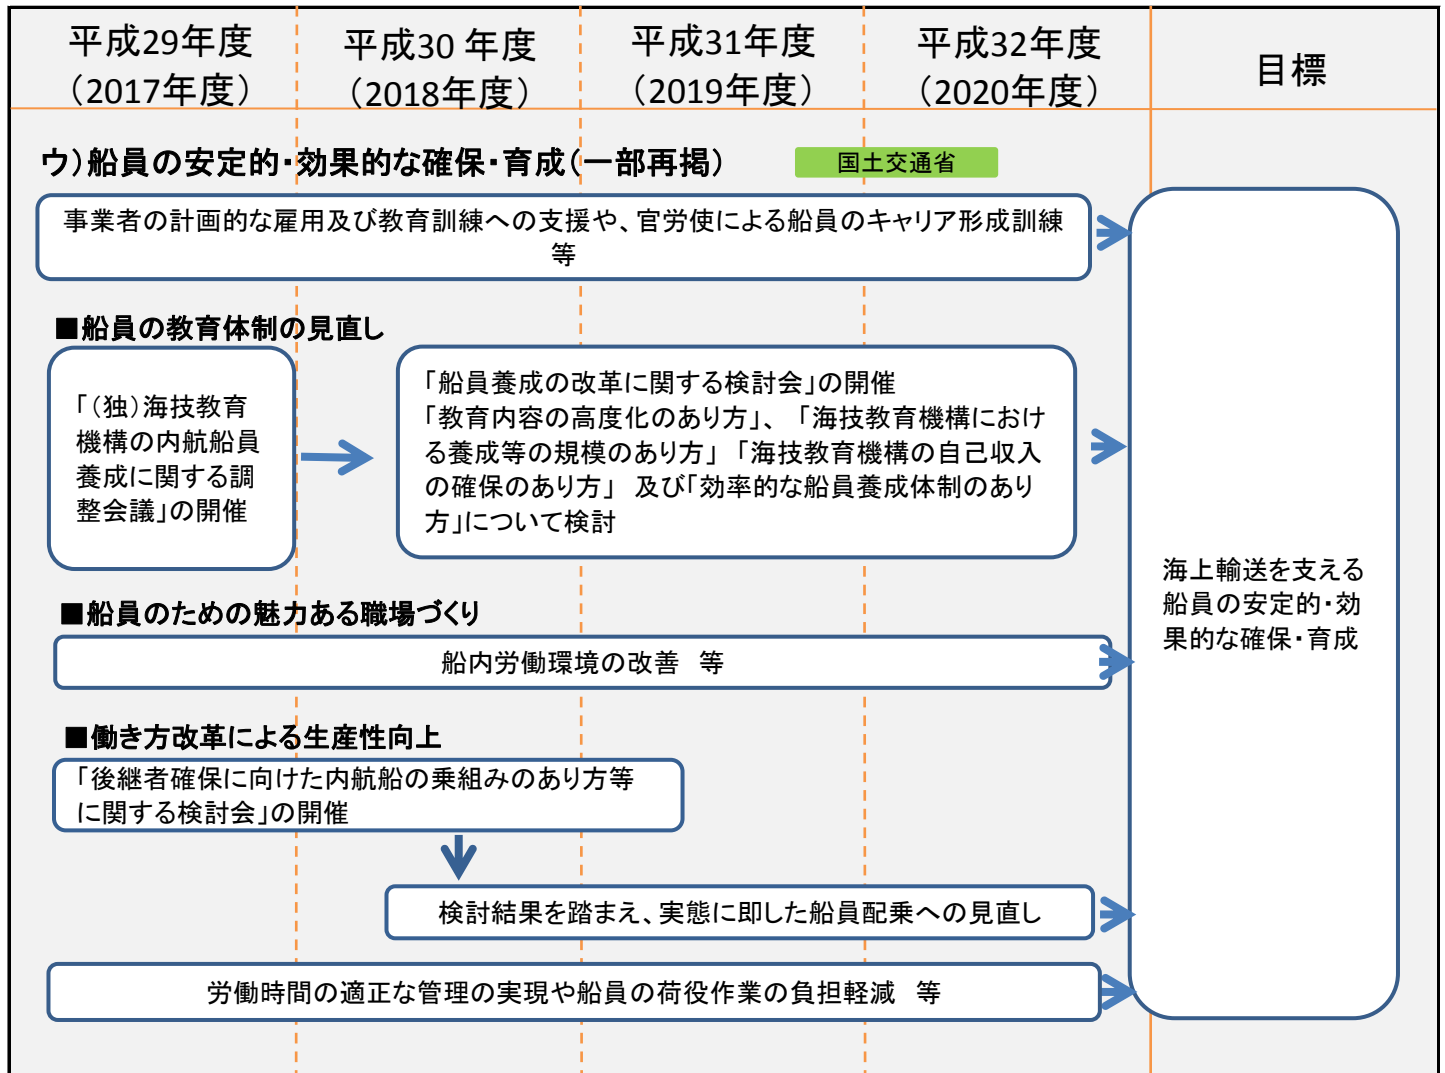 平成29年度
（2017年度）
平成30 年度
（2018年度）
平成31年度
（2019年度）
平成32年度
（2020年度）
目標
ウ）船員の安定的・効果的な確保・育成（一部再掲）
国土交通省
事業者の計画的な雇用及び教育訓練への支援や、官労使による船員のキャリア形成訓練
等
■船員の教育体制の見直し
「（独）海技教育
機構の内航船員
養成に関する調
整会議」の開催
「船員養成の改革に関する検討会」の開催
「教育内容の高度化のあり方」、「海技教育機構におけ
る養成等の規模のあり方」「海技教育機構の自己収入
の確保のあり方」 及び「効率的な船員養成体制のあり
方」について検討
■船員のための魅力ある職場づくり
船内労働環境の改善 等
■働き方改革による生産性向上
「後継者確保に向けた内航船の乗組みのあり方等
に関する検討会」の開催
検討結果を踏まえ、実態に即した船員配乗への見直し
労働時間の適正な管理の実現や船員の荷役作業の負担軽減 等
海上輸送を支える
船員の安定的・効
果的な確保・育成